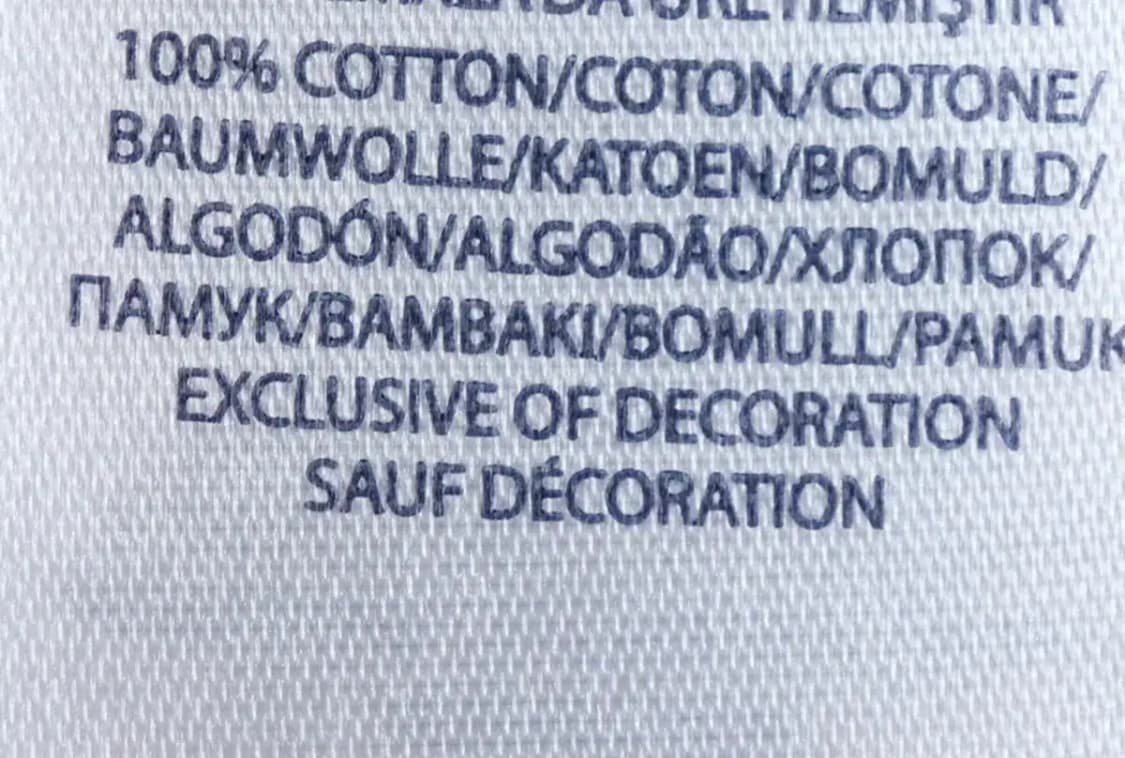 100% COTTON/COTON/COTONE/
BAUMWOLLE/KATOEN/BOMULD/
ALGODÓN/ALGODÃO/ХЛОПОК/
ПАМУК/BAMBAKI/BOMULL/PAMUK
EXCLUSIVE OF DECORATION
SAUF DÉCORATION